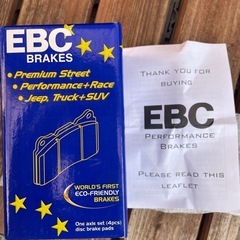 EBC
BRAKES
Premium Street
Performance+Race
Jeep, Truck+SUV
WORLD'S FIRST
ECO-FRIENDLY
BRAKES
One axle set (4pcs)
disc brake pads
THANK YOU FOR
BUYING
EBC
PERFORMANCE
BRAKES
PLEASE READ THIS
LEAFLET